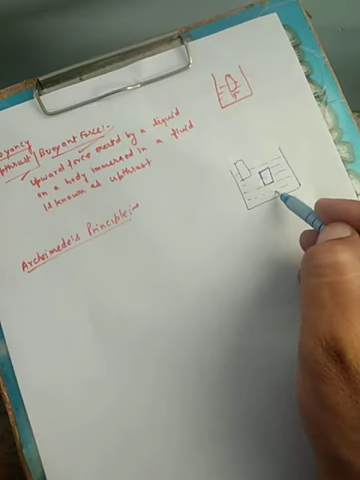 Buoyancy
Upthrust / Buoyant Force:-
Upward force exerted by a liquid
on a body immersed in a fluid
is known as upthrust
Archimede's Principle:-